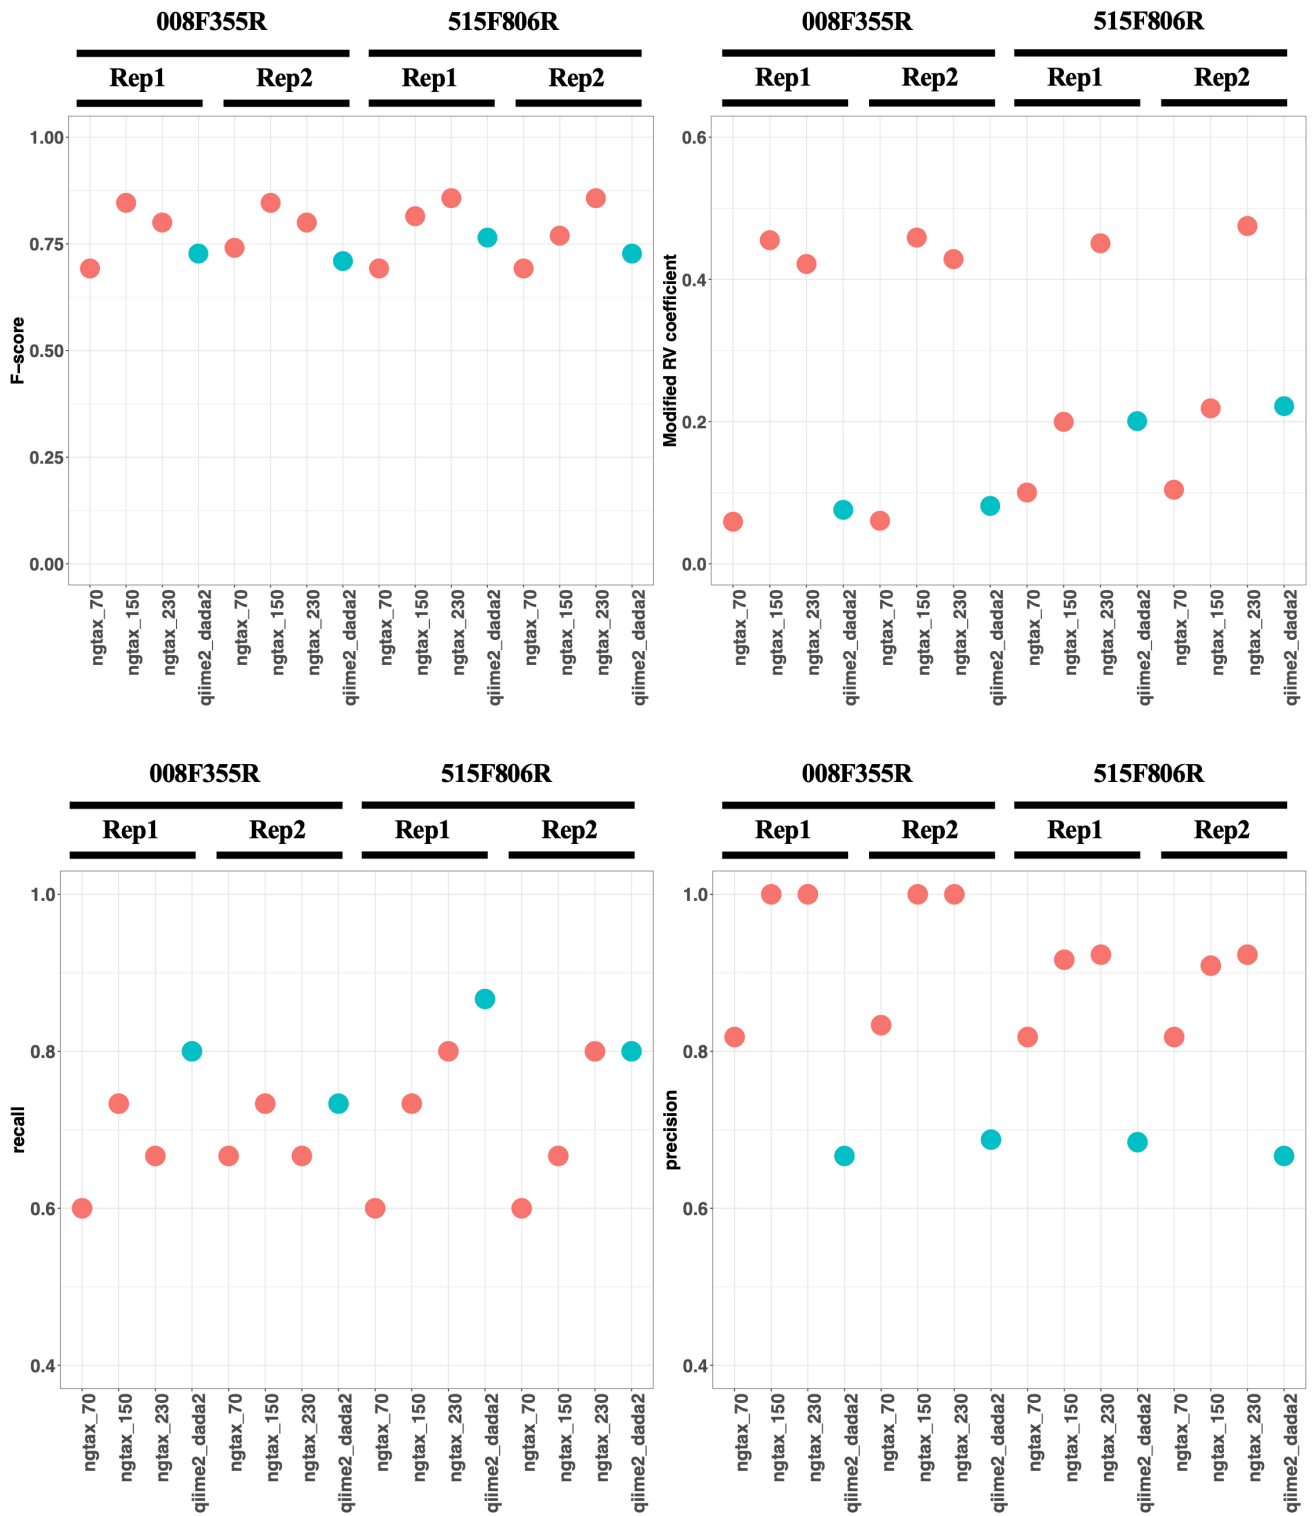 008F355R 515F806R
Rep1 Rep2 Rep1 Rep2
1.00
0.75
0.50
0.25
0.00
F-score
ngtax_70
ngtax_150
ngtax_230
qiime2_dada2
ngtax_70
ngtax_150
ngtax_230
qiime2_dada2
ngtax_70
ngtax_150
ngtax_230
qiime2_dada2
ngtax_70
ngtax_150
ngtax_230
qiime2_dada2
008F355R 515F806R
Rep1 Rep2 Rep1 Rep2
0.6
0.4
0.2
0.0
Modified RV coefficient
ngtax_70
ngtax_150
ngtax_230
qiime2_dada2
ngtax_70
ngtax_150
ngtax_230
qiime2_dada2
ngtax_70
ngtax_150
ngtax_230
qiime2_dada2
ngtax_70
ngtax_150
ngtax_230
qiime2_dada2
008F355R 515F806R
Rep1 Rep2 Rep1 Rep2
1.0
0.8
0.6
0.4
recall
ngtax_70
ngtax_150
ngtax_230
qiime2_dada2
ngtax_70
ngtax_150
ngtax_230
qiime2_dada2
ngtax_70
ngtax_150
ngtax_230
qiime2_dada2
ngtax_70
ngtax_150
ngtax_230
qiime2_dada2
008F355R 515F806R
Rep1 Rep2 Rep1 Rep2
1.0
0.8
0.6
0.4
precision
ngtax_70
ngtax_150
ngtax_230
qiime2_dada2
ngtax_70
ngtax_150
ngtax_230
qiime2_dada2
ngtax_70
ngtax_150
ngtax_230
qiime2_dada2
ngtax_70
ngtax_150
ngtax_230
qiime2_dada2